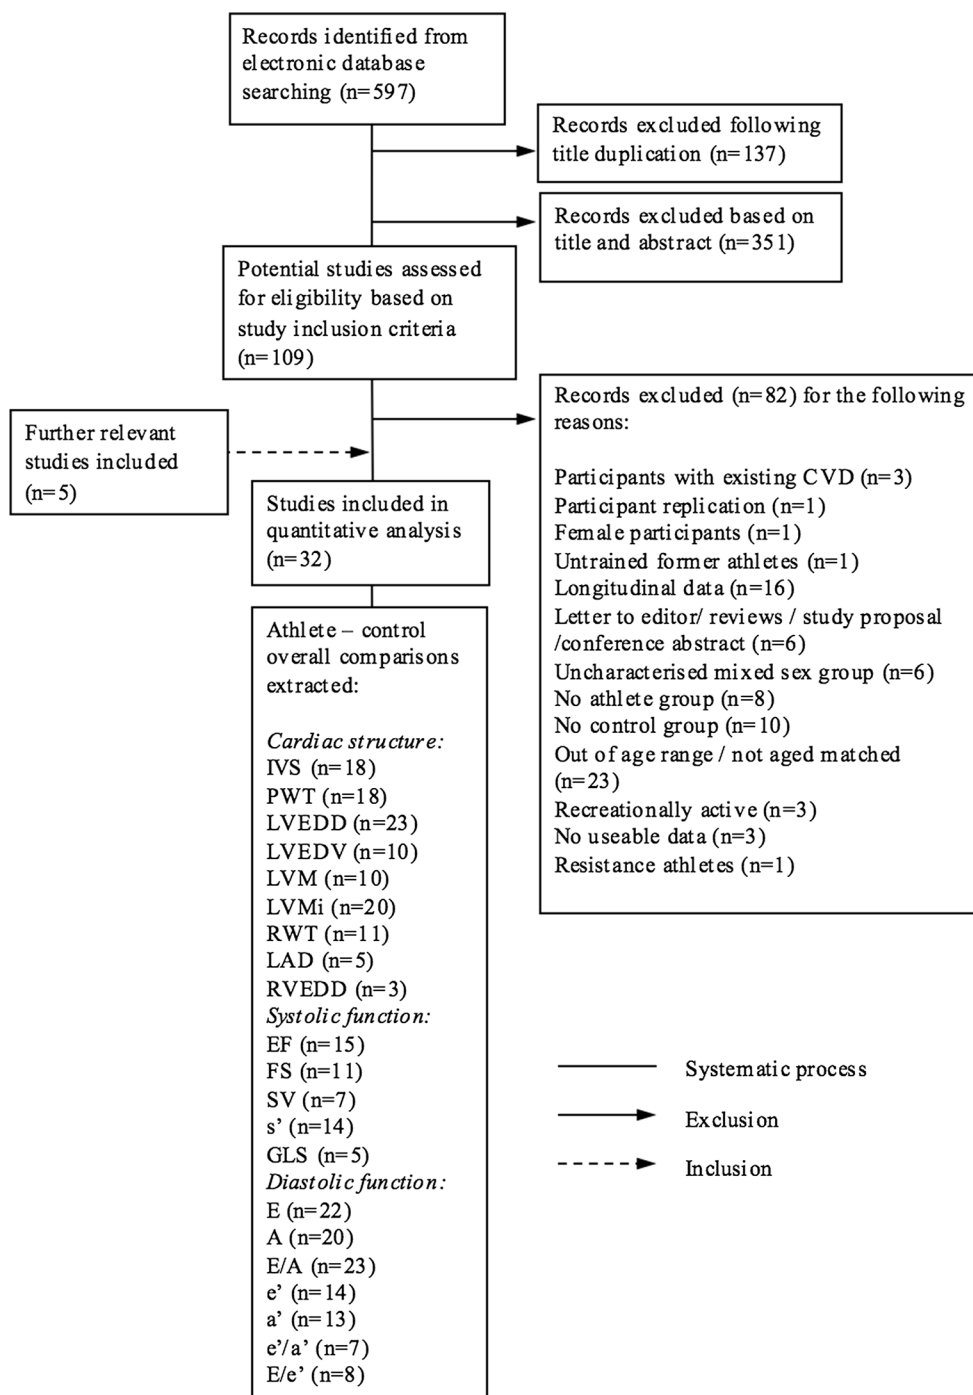 Records identified from
electronic database
searching (n=597)
Records excluded following
title duplication (n=137)
Records excluded based on
title and abstract (n=351)
Potential studies assessed
for eligibility based on
study inclusion criteria
(n=109)
Records excluded (n=82) for the following
reasons:
Participants with existing CVD (n=3)
Participant replication (n=1)
Female participants (n=1)
Untrained former athletes (n=1)
Longitudinal data (n=16)
Letter to editor/ reviews / study proposal
/conference abstract (n=6)
Uncharacterised mixed sex group (n=6)
No athlete group (n=8)
No control group (n=10)
Out of age range / not aged matched
(n=23)
Recreationally active (n=3)
No useable data (n=3)
Resistance athletes (n=1)
Further relevant
studies included
(n=5)
Studies included in
quantitative analysis
(n=32)
Athlete – control
overall comparisons
extracted:
Cardiac structure:
IVS (n=18)
PWT (n=18)
LVEDD (n=23)
LVEDV (n=10)
LVM (n=10)
LVMi (n=20)
RWT (n=11)
LAD (n=5)
RVEDD (n=3)
Systolic function:
EF (n=15)
FS (n=11)
SV (n=7)
s’ (n=14)
GLS (n=5)
Diastolic function:
E (n=22)
A (n=20)
E/A (n=23)
e’ (n=14)
a’ (n=13)
e’/a’ (n=7)
E/e’ (n=8)
Systematic process
Exclusion
Inclusion